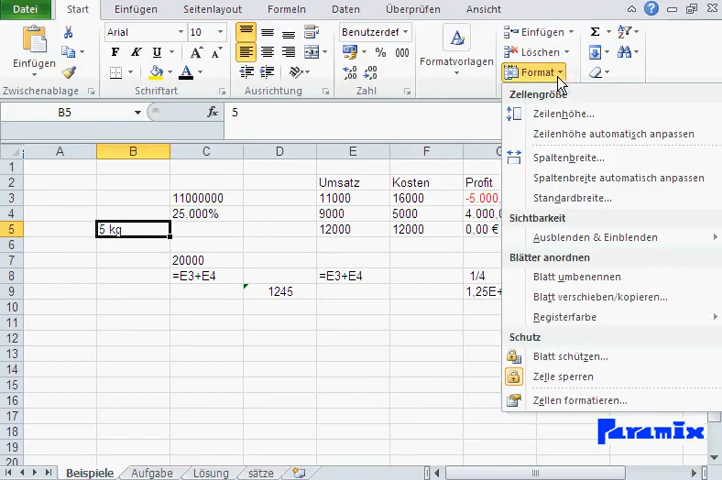 Datei Start Einfügen Seitenlayout Formeln Daten Überprüfen Ansicht
Einfügen
Zwischenablage
Arial 10
F K U
Schriftart
Zahl
Formatvorlagen
Einfügen
Löschen
Format
B5 fx 5
Zellengröße
Zeilenhöhe...
Zeilenhöhe automatisch anpassen
Spaltenbreite...
Spaltenbreite automatisch anpassen
Standardbreite...
Sichtbarkeit
Ausblenden & Einblenden
Blätter anordnen
Blatt umbenennen
Blatt verschieben/kopieren...
Registerfarbe
Schutz
Blatt schützen...
Zelle sperren
Zellen formatieren...
A B C D E F
1
2 Umsatz Kosten Profit
3 11000000 11000 16000 -5.000,
4 25,000% 9000 5000 4.000,
5 5 kg 12000 12000 0,00 €
6
7 20000
8 =E3+E4 =E3+E4 1/4
9 1245 1,25E+
10
11
12
13
14
15
16
17
18
19
20
Paramix
Beispiele Aufgabe Lösung sätze